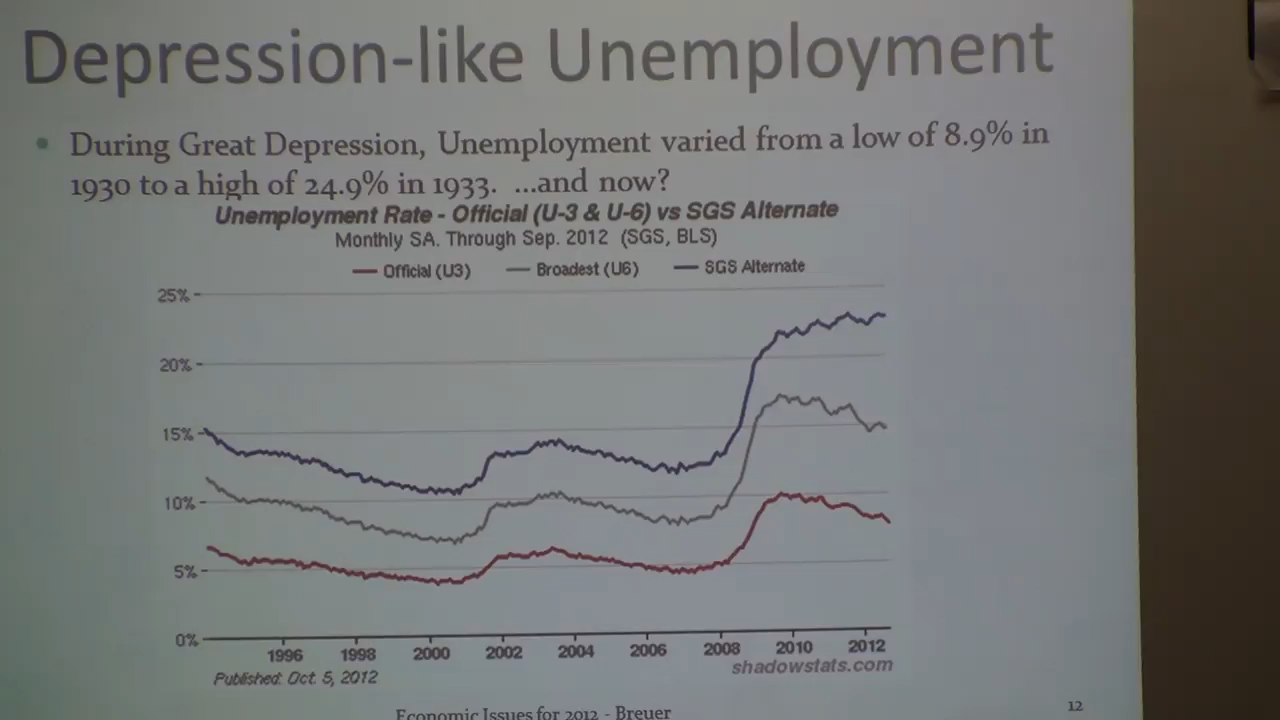 Depression-like Unemployment
• During Great Depression, Unemployment varied from a low of 8.9% in
1930 to a high of 24.9% in 1933. ...and now?
Unemployment Rate - Official (U-3 & U-6) vs SGS Alternate
Monthly SA. Through Sep. 2012 (SGS, BLS)
Official (U3) Broadest (U6) SGS Alternate
25%
20%
15%
10%
5%
0%
1996 1998 2000 2002 2004 2006 2008 2010 2012
Published: Oct. 5, 2012 shadowstats.com
Economic Issues for 2012 - Breuer 12